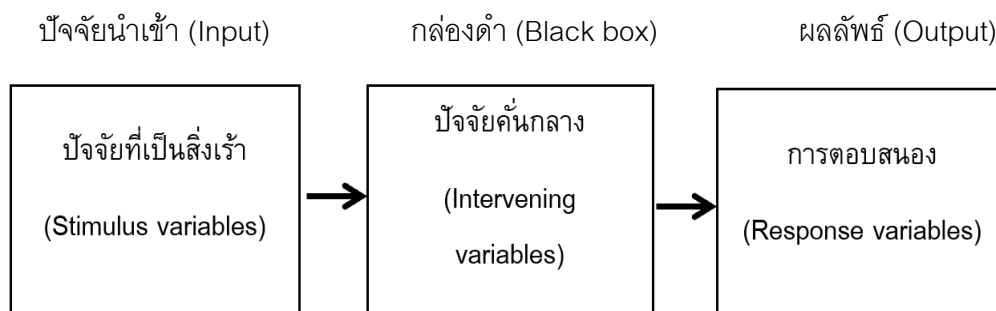 ปัจจัยนำเข้า (Input)
กล่องดำ (Black box)
ผลลัพธ์ (Output)
ปัจจัยที่เป็นสิ่งเร้า
(Stimulus variables)
ปัจจัยคั่นกลาง
(Intervening
variables)
การตอบสนอง
(Response variables)